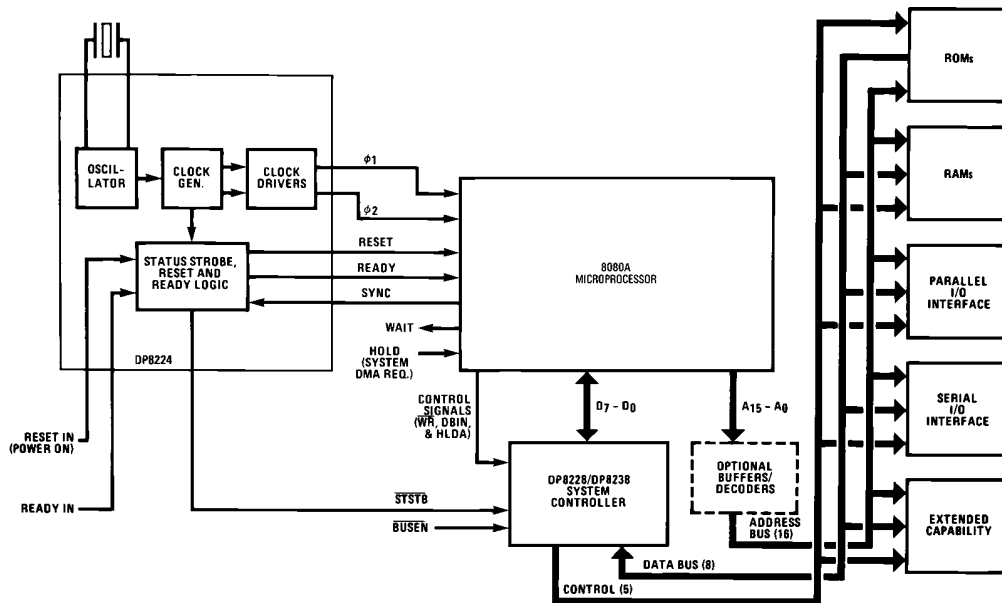 OSCIL-
LATOR
CLOCK
GEN.
CLOCK
DRIVERS
ϕ1
ϕ2
STATUS STROBE,
RESET AND
READY LOGIC
RESET
READY
SYNC
WAIT
HOLD
(SYSTEM
DMA REQ.)
DP8224
8080A
MICROPROCESSOR
RESET IN
(POWER ON)
READY IN
CONTROL
SIGNALS
(W̅R̅, DBIN,
& HLDA)
D7 – D0
A15 – A0
S̅T̅S̅T̅B̅
B̅U̅S̅E̅N̅
DP8228/DP8238
SYSTEM
CONTROLLER
OPTIONAL
BUFFERS/
DECODERS
ADDRESS
BUS (16)
DATA BUS (8)
CONTROL (5)
ROMs
RAMs
PARALLEL
I/O
INTERFACE
SERIAL
I/O
INTERFACE
EXTENDED
CAPABILITY